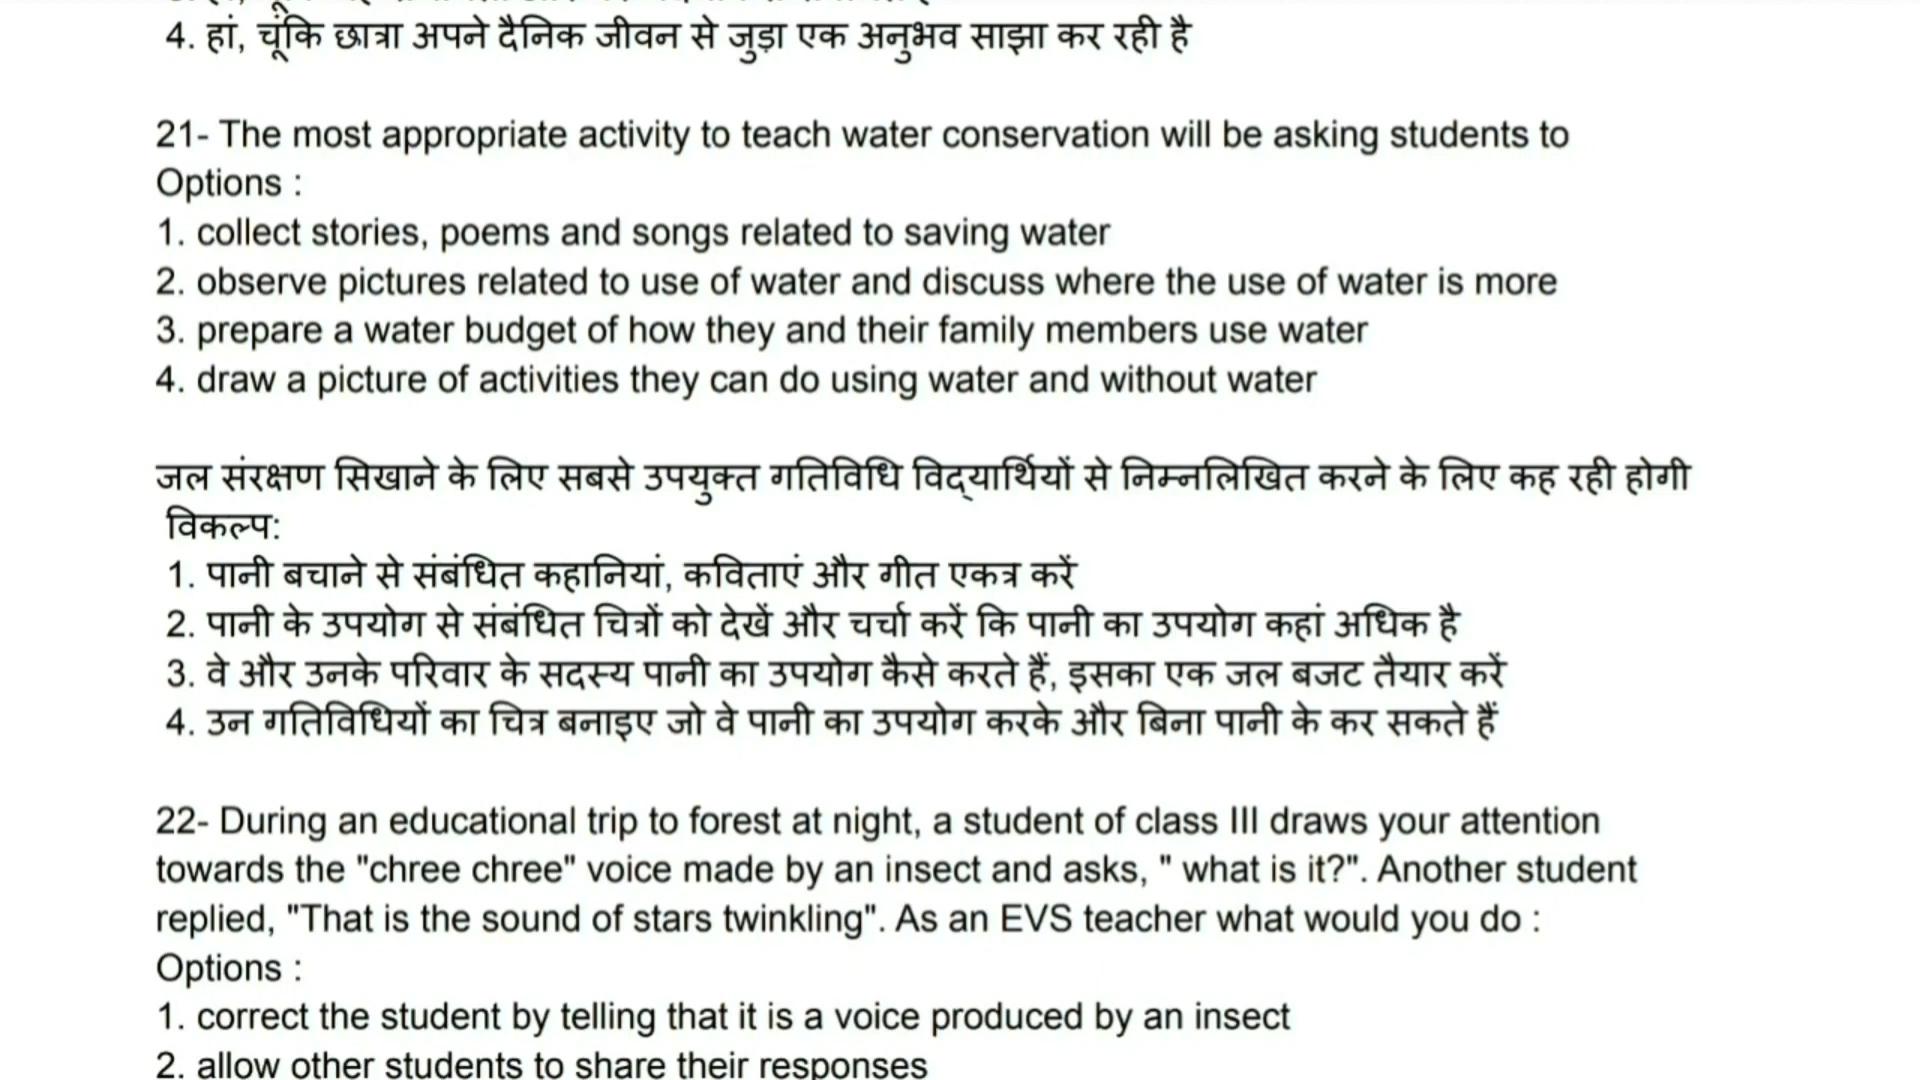 4. हां, चूंकि छात्रा अपने दैनिक जीवन से जुड़ा एक अनुभव साझा कर रही है
21- The most appropriate activity to teach water conservation will be asking students to
Options :
1. collect stories, poems and songs related to saving water
2. observe pictures related to use of water and discuss where the use of water is more
3. prepare a water budget of how they and their family members use water
4. draw a picture of activities they can do using water and without water
जल संरक्षण सिखाने के लिए सबसे उपयुक्त गतिविधि विद्यार्थियों से निम्नलिखित करने के लिए कह रही होगी
विकल्प:
1. पानी बचाने से संबंधित कहानियां, कविताएं और गीत एकत्र करें
2. पानी के उपयोग से संबंधित चित्रों को देखें और चर्चा करें कि पानी का उपयोग कहां अधिक है
3. वे और उनके परिवार के सदस्य पानी का उपयोग कैसे करते हैं, इसका एक जल बजट तैयार करें
4. उन गतिविधियों का चित्र बनाइए जो वे पानी का उपयोग करके और बिना पानी के कर सकते हैं
22- During an educational trip to forest at night, a student of class III draws your attention
towards the "chree chree" voice made by an insect and asks, " what is it?". Another student
replied, "That is the sound of stars twinkling". As an EVS teacher what would you do :
Options :
1. correct the student by telling that it is a voice produced by an insect
2. allow other students to share their responses